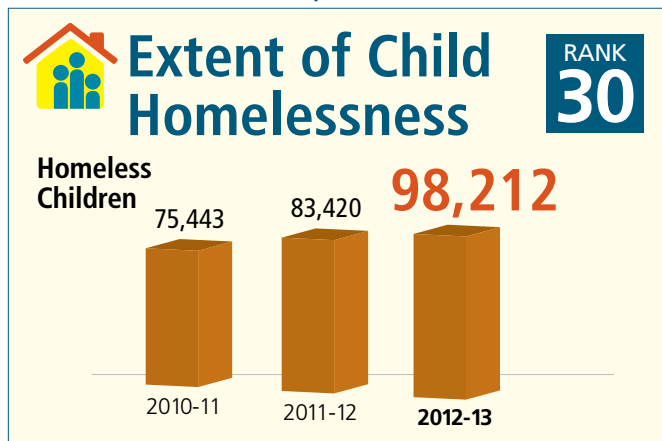 Extent of Child
Homelessness
RANK
30
Homeless
Children
75,443
83,420
98,212
2010-11
2011-12
2012-13